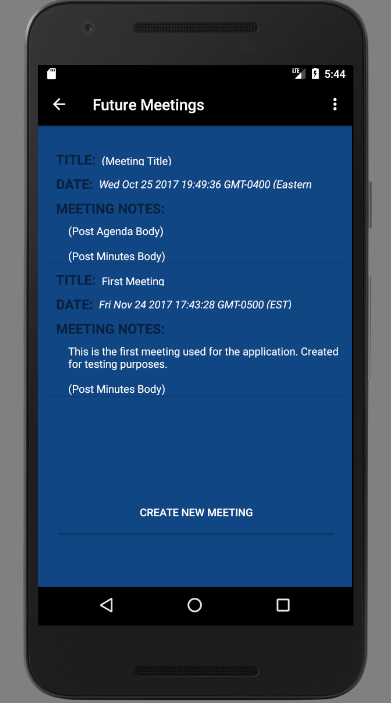 LTE 5:44
Future Meetings
TITLE: (Meeting Title)
DATE: Wed Oct 25 2017 19:49:36 GMT-0400 (Eastern
MEETING NOTES:
(Post Agenda Body)
(Post Minutes Body)
TITLE: First Meeting
DATE: Fri Nov 24 2017 17:43:28 GMT-0500 (EST)
MEETING NOTES:
This is the first meeting used for the application. Created
for testing purposes.
(Post Minutes Body)
CREATE NEW MEETING